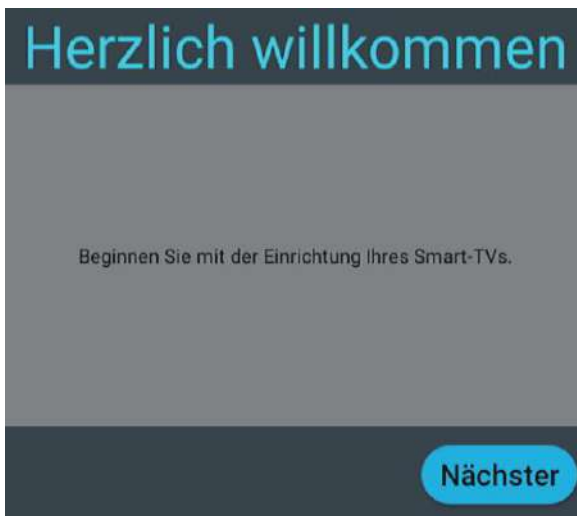 Herzlich willkommen
Beginnen Sie mit der Einrichtung Ihres Smart-TVs.
Nächster